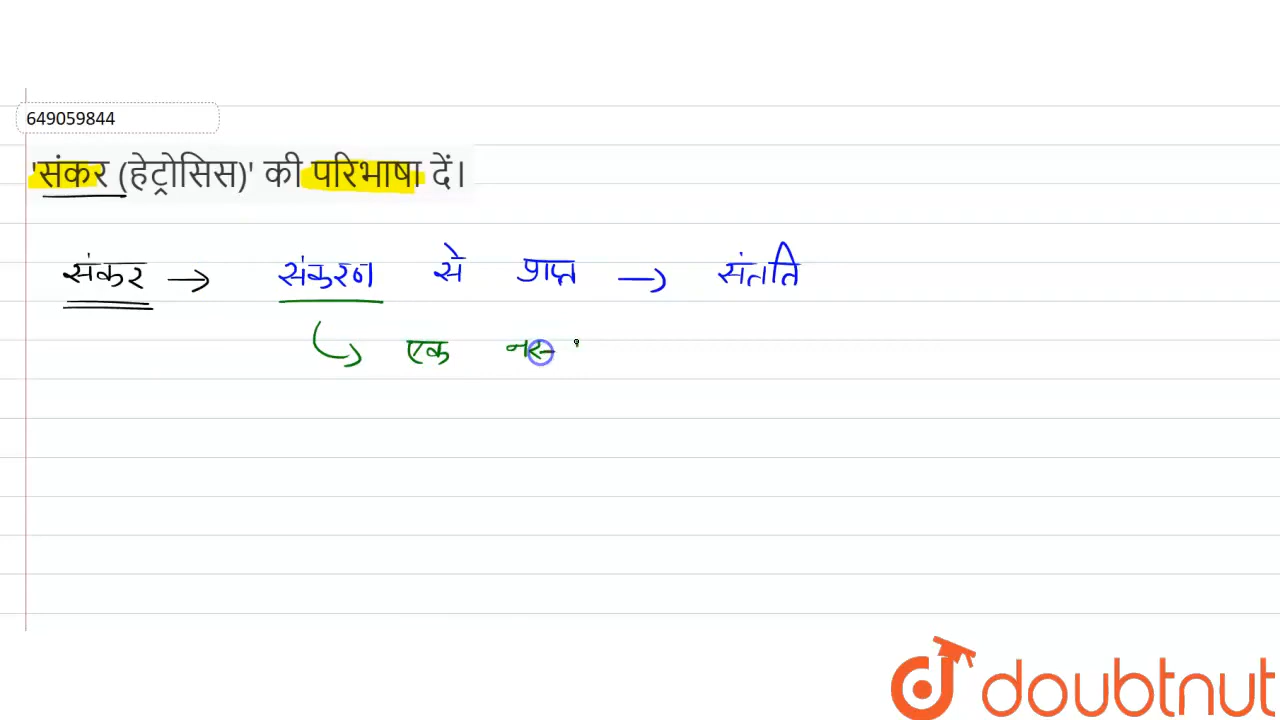 649059844
'संकर (हेट्रोसिस)' की परिभाषा दें।
संकर → संकरण से प्राप्त → संतति
एक
doubtnut